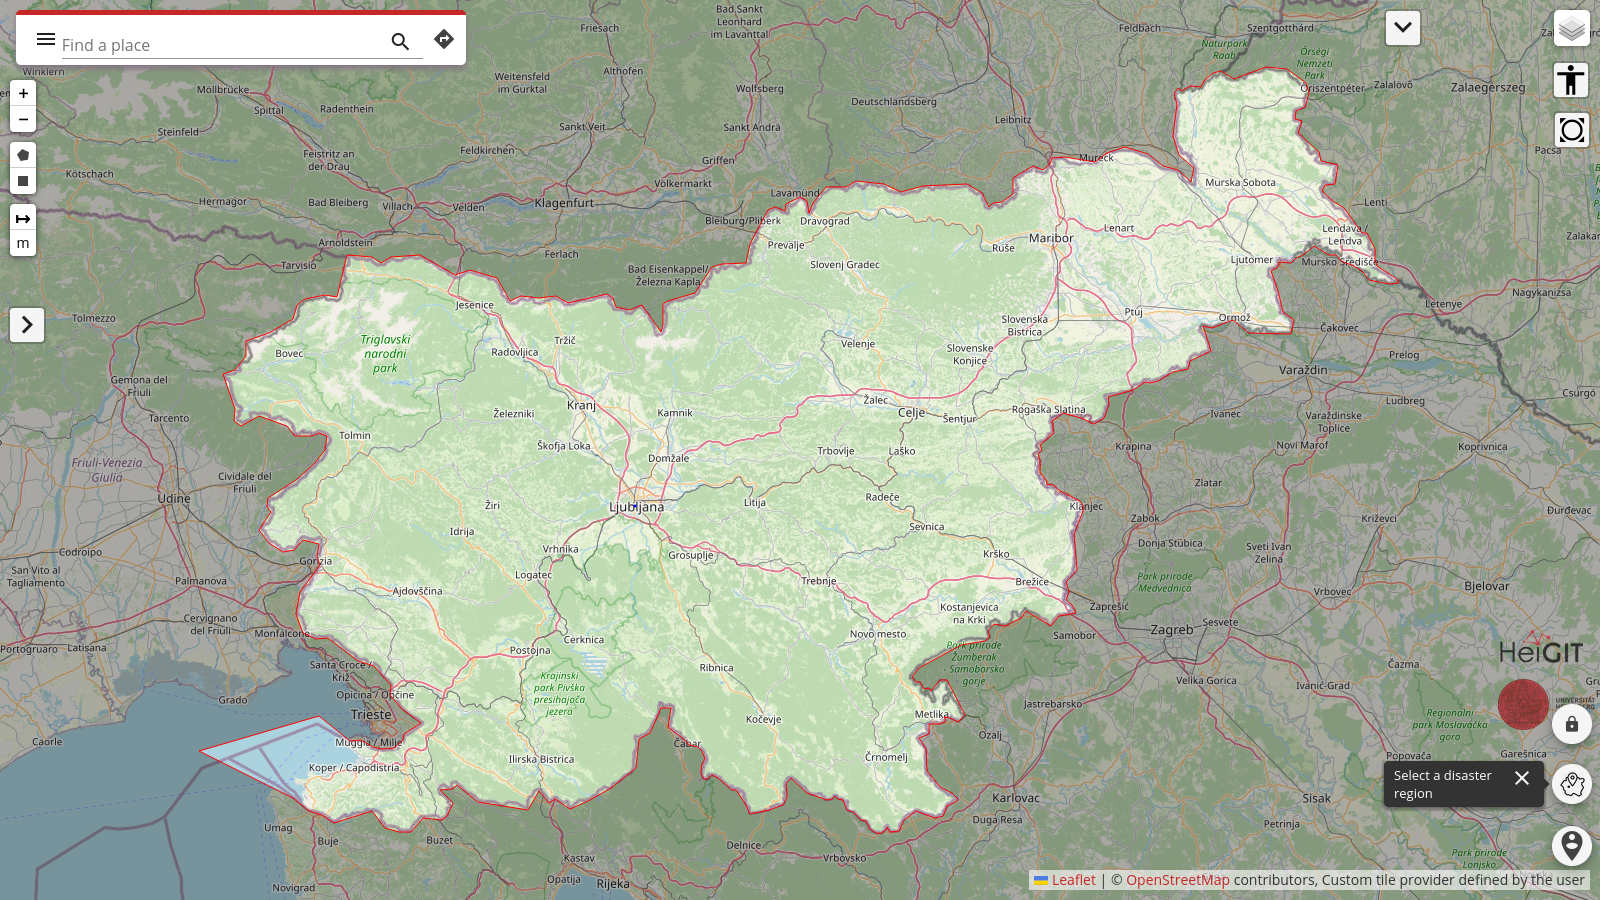 Find a place
+
−
m
Bad Sankt
Leonhard
im Lavanttal
Friesach
Feldbach
Szentgotthárd
Naturpark
Raab
Őrségi
Nemzeti
Park
Őriszentpéter
Zalalövő
Zalaegerszeg
Winklern
Möllbrücke
Spittal
Radenthein
Althofen
Weitensfeld
im Gurktal
Wolfsberg
Deutschlandsberg
Leibnitz
Steinfeld
Sankt Veit
Sankt Andrä
Feldkirchen
Feistritz an
der Drau
Griffen
Mureck
Pacsa
Kötschach
Völkermarkt
Murska Sobota
Hermagor
Bad Bleiberg
Villach
Velden
Klagenfurt
Lavamünd
Lenti
Bleiburg/Pliberk
Dravograd
Lenart
Lendava /
Lendva
Zalakar
Arnoldstein
Ferlach
Prevalje
Ruše
Maribor
Tarvisio
Bad Eisenkappel/
Železna Kapla
Slovenj Gradec
Ljutomer
Mursko Središće
Nagykanizsa
Letenye
Tolmezzo
Jesenice
Slovenska
Bistrica
Ptuj
Ormož
Čakovec
Bovec
Triglavski
narodni
park
Radovljica
Tržič
Velenje
Slovenske
Konjice
Prelog
Varaždin
Gemona del
Friuli
Tarcento
Železniki
Kranj
Kamnik
Žalec
Celje
Šentjur
Rogaška Slatina
Ivanec
Varaždinske
Toplice
Ludbreg
Csurgó
Tolmin
Škofja Loka
Domžale
Trbovlje
Laško
Krapina
Novi Marof
Koprivnica
Friuli-Venezia
Giulia
Cividale del
Friuli
Udine
Žiri
Ljubljana
Litija
Radeče
Zlatar
Klanjec
Zabok
Križevci
Đurđevac
Idrija
Sevnica
Codroipo
Vrhnika
Grosuplje
Krško
Donja Stubica
Sveti Ivan
Zelina
San Vito al
Tagliamento
Gorizia
Palmanova
Logatec
Trebnje
Brežice
Park prirode
Medvednica
Bjelovar
Ajdovščina
Vrbovec
Kostanjevica
na Krki
Zaprešić
Cervignano
del Friuli
Monfalcone
Portogruaro
Latisana
Cerknica
Postojna
Novo mesto
Samobor
Zagreb
Sesvete
Santa Croce /
Križ
Ribnica
Park prirode
Žumberak
- Samoborsko
gorje
Čazma
HeiGIT
Krajinski
park Pivška
presihajoča
jezera
Velika Gorica
Ivanić-Grad
Grado
Opicina / Opčine
Trieste
Kočevje
Metlika
Jastrebarsko
Regionalni
park Moslavačka
gora
Caorle
Muggia / Milje
Čabar
Ozalj
Popovača
Garešnica
Koper / Capodistria
Ilirska Bistrica
Črnomelj
Select a disaster
region
Karlovac
Sisak
Umag
Buje
Buzet
Duga Resa
Petrinja
Kastav
Delnice
Vrbovsko
Park prirode
Lonjsko
Novigrad
Opatija
Rijeka
Leaflet | © OpenStreetMap contributors, Custom tile provider defined by the user